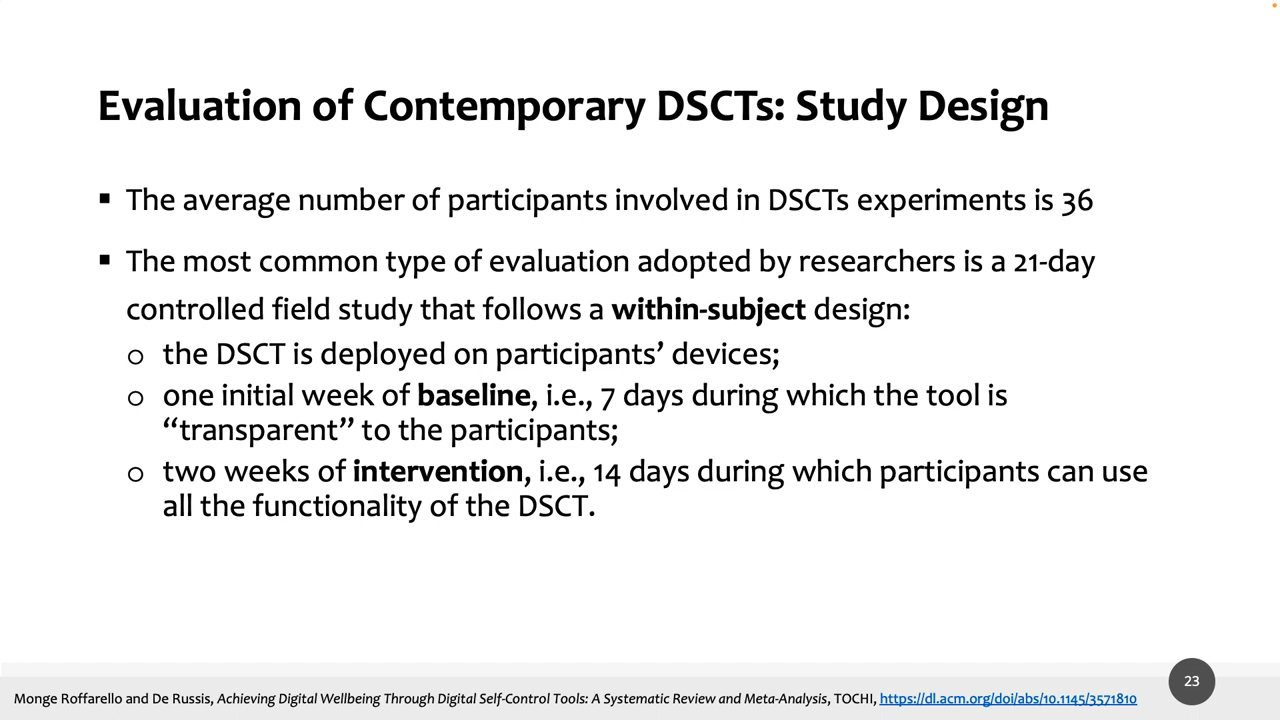 Evaluation of Contemporary DSCTs: Study Design
▪ The average number of participants involved in DSCTs experiments is 36
▪ The most common type of evaluation adopted by researchers is a 21-day
controlled field study that follows a within-subject design:
o the DSCT is deployed on participants’ devices;
o one initial week of baseline, i.e., 7 days during which the tool is
“transparent” to the participants;
o two weeks of intervention, i.e., 14 days during which participants can use
all the functionality of the DSCT.
23
Monge Roffarello and De Russis, Achieving Digital Wellbeing Through Digital Self-Control Tools: A Systematic Review and Meta-Analysis, TOCHI, https://dl.acm.org/doi/abs/10.1145/3571810